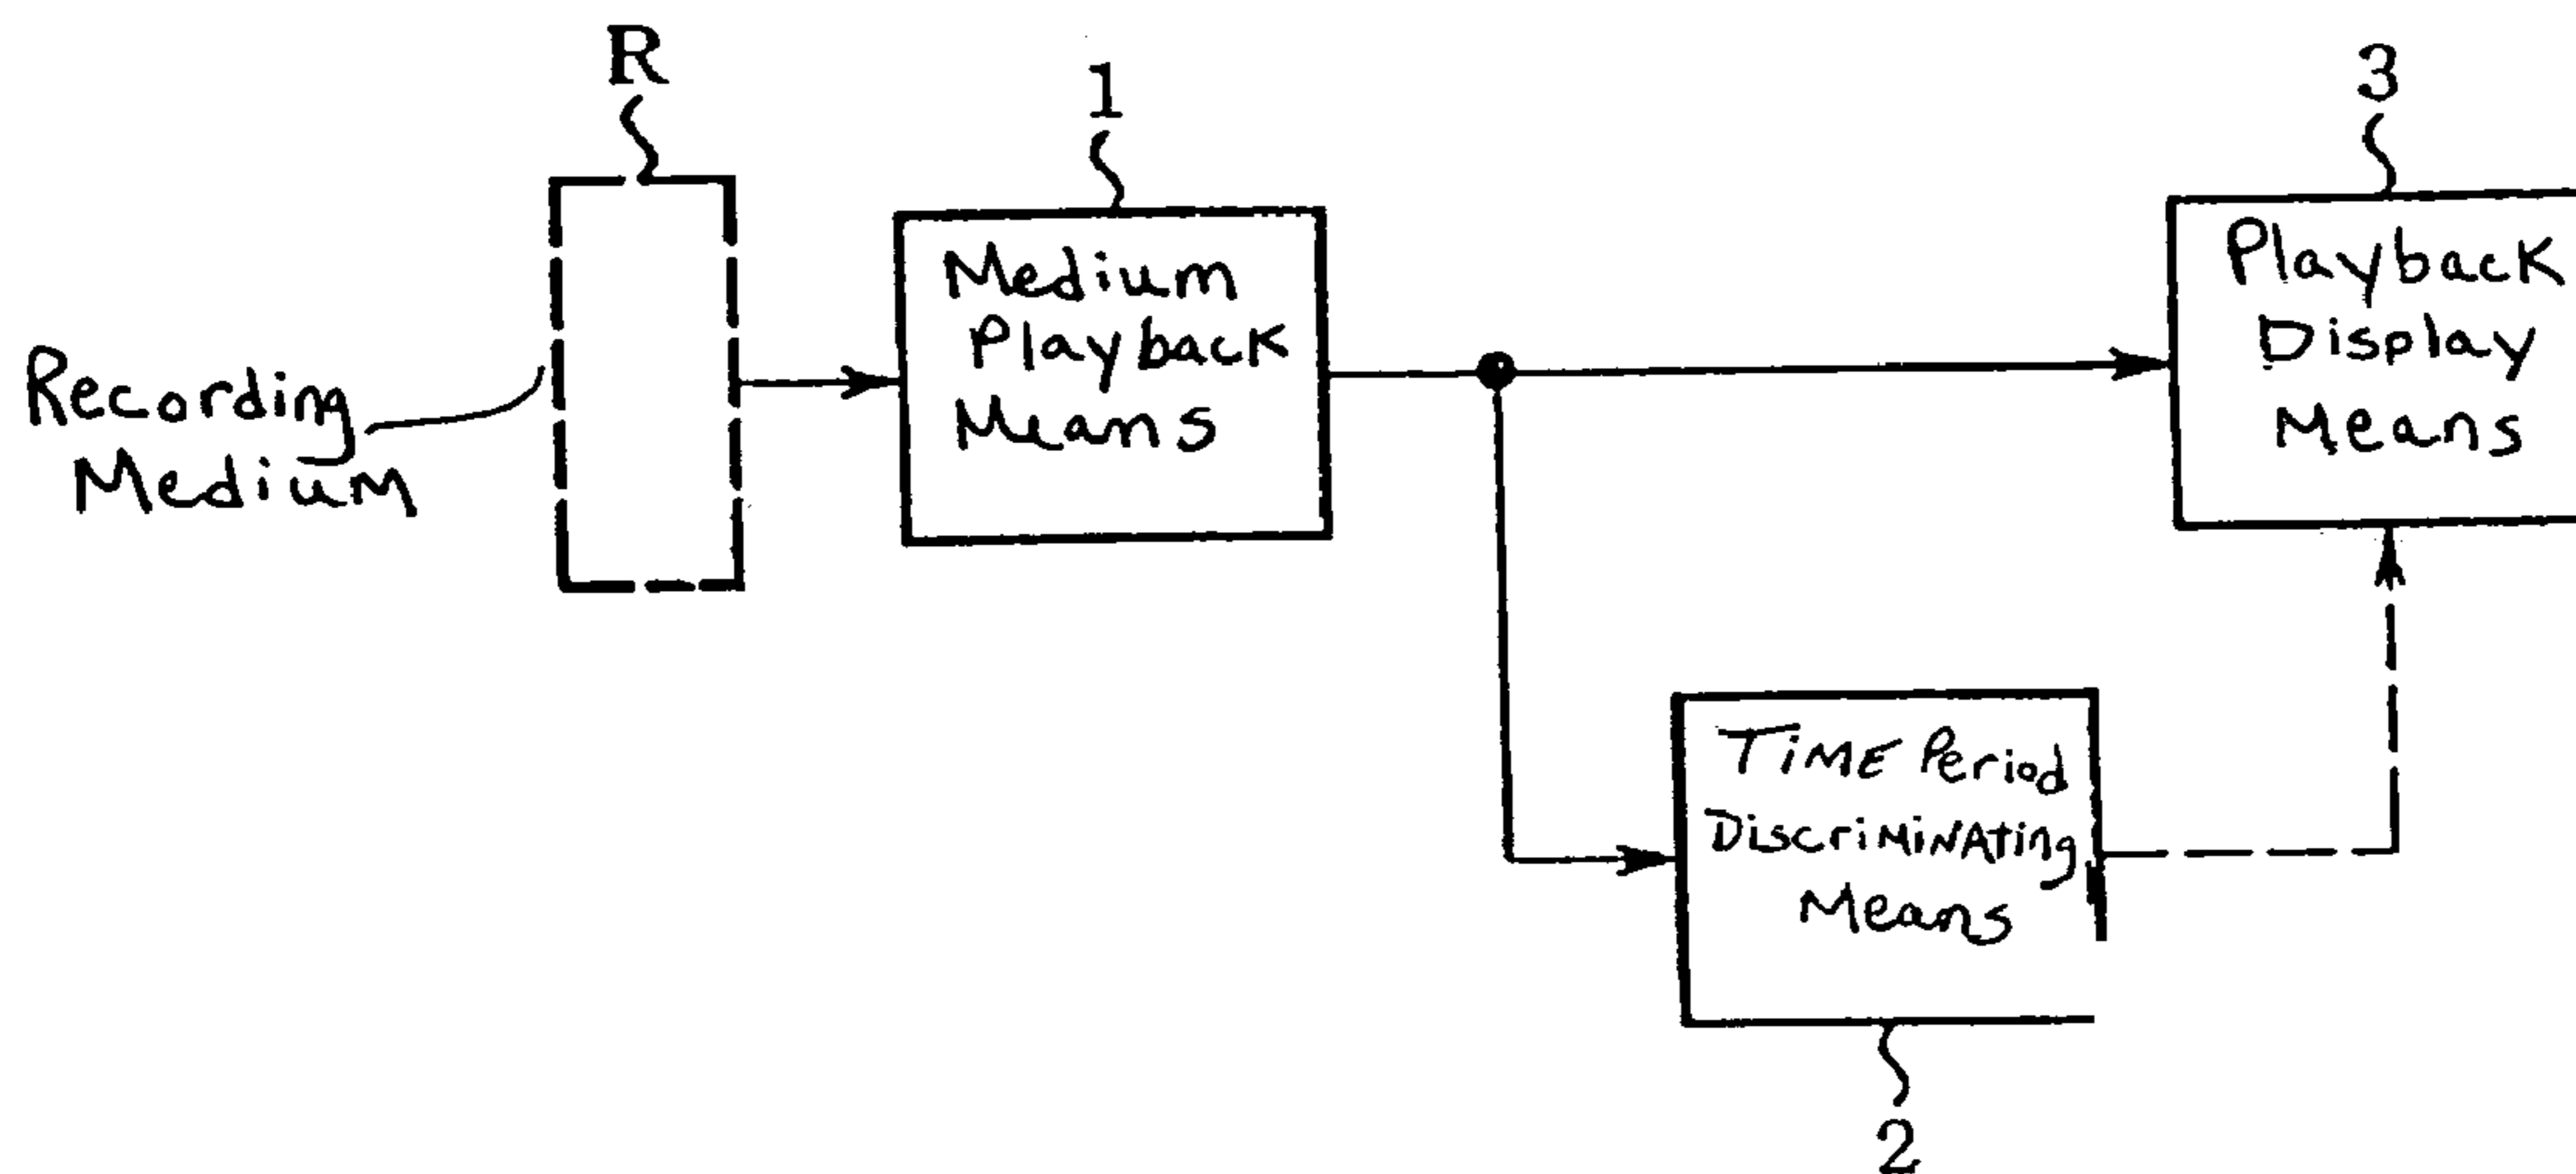 R
1
3
Recording
Medium
Medium
Playback
Means
Playback
Display
Means
TiME Period
DiscriMiNAting
Means
2